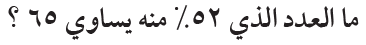 ما العدد الذي ٥٢٪ منه يساوي ٦٥ ؟